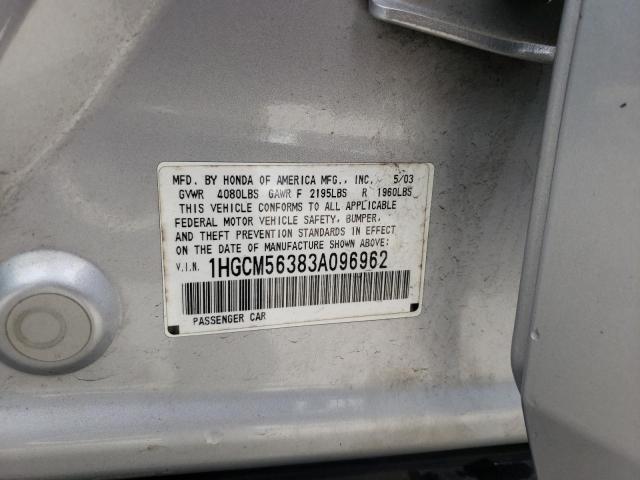 MFD. BY HONDA OF AMERICA MFG., INC. 5/03
GVWR 4080LBS GAWR F 2195LBS R 1960LBS
THIS VEHICLE CONFORMS TO ALL APPLICABLE
FEDERAL MOTOR VEHICLE SAFETY, BUMPER,
AND THEFT PREVENTION STANDARDS IN EFFECT
ON THE DATE OF MANUFACTURE SHOWN ABOVE:
V.I.N. 1HGCM56383A096962
PASSENGER CAR